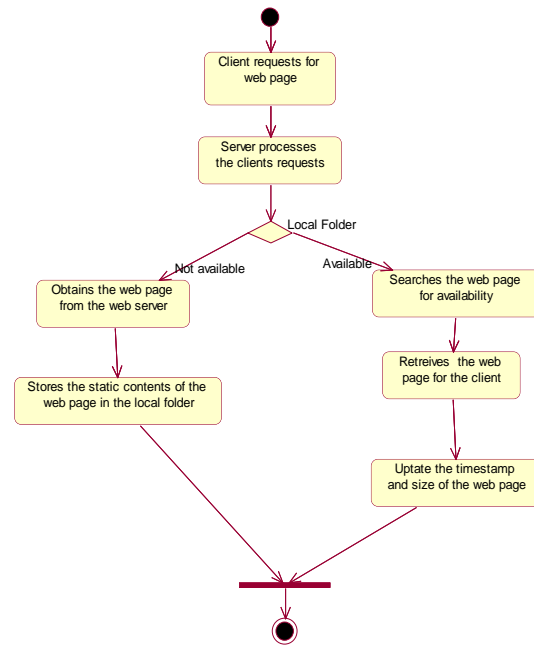 Client requests for
web page
Server processes
the clients requests
Local Folder
Not available
Available
Obtains the web page
from the web server
Searches the web page
for availability
Stores the static contents of the
web page in the local folder
Retreives the web
page for the client
Uptate the timestamp
and size of the web page